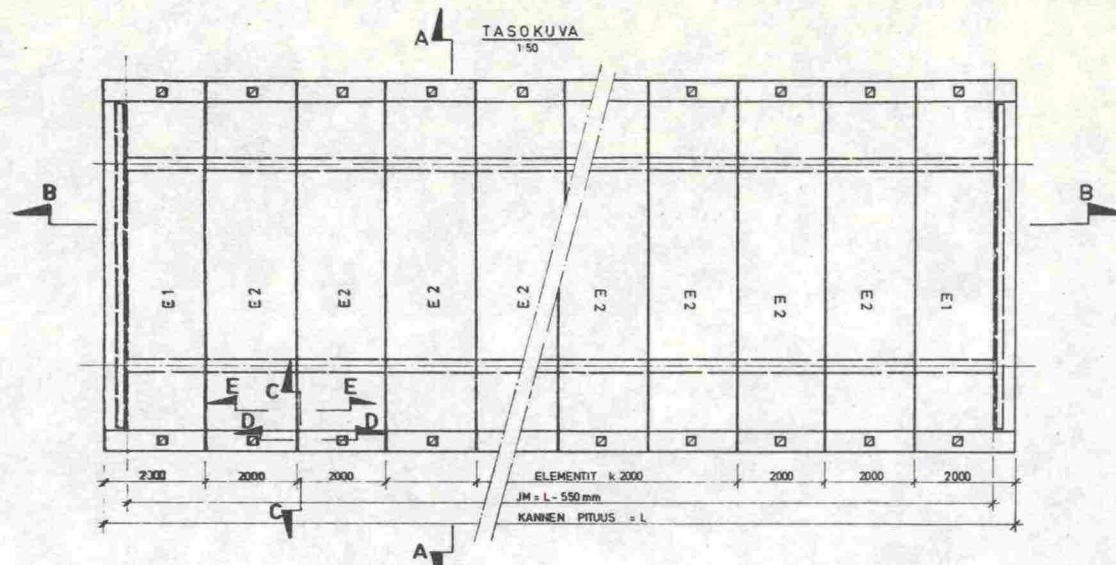 TASOKUVA
1:50
A
B
B
E1
E2
E2
E2
E2
E2
E2
E2
E2
E1
E
C
E
D
D
2000
2000
2000
ELEMENTIT k 2000
2000
2000
2000
JM = L - 550 mm
C
KANNEN PITUUS = L
A